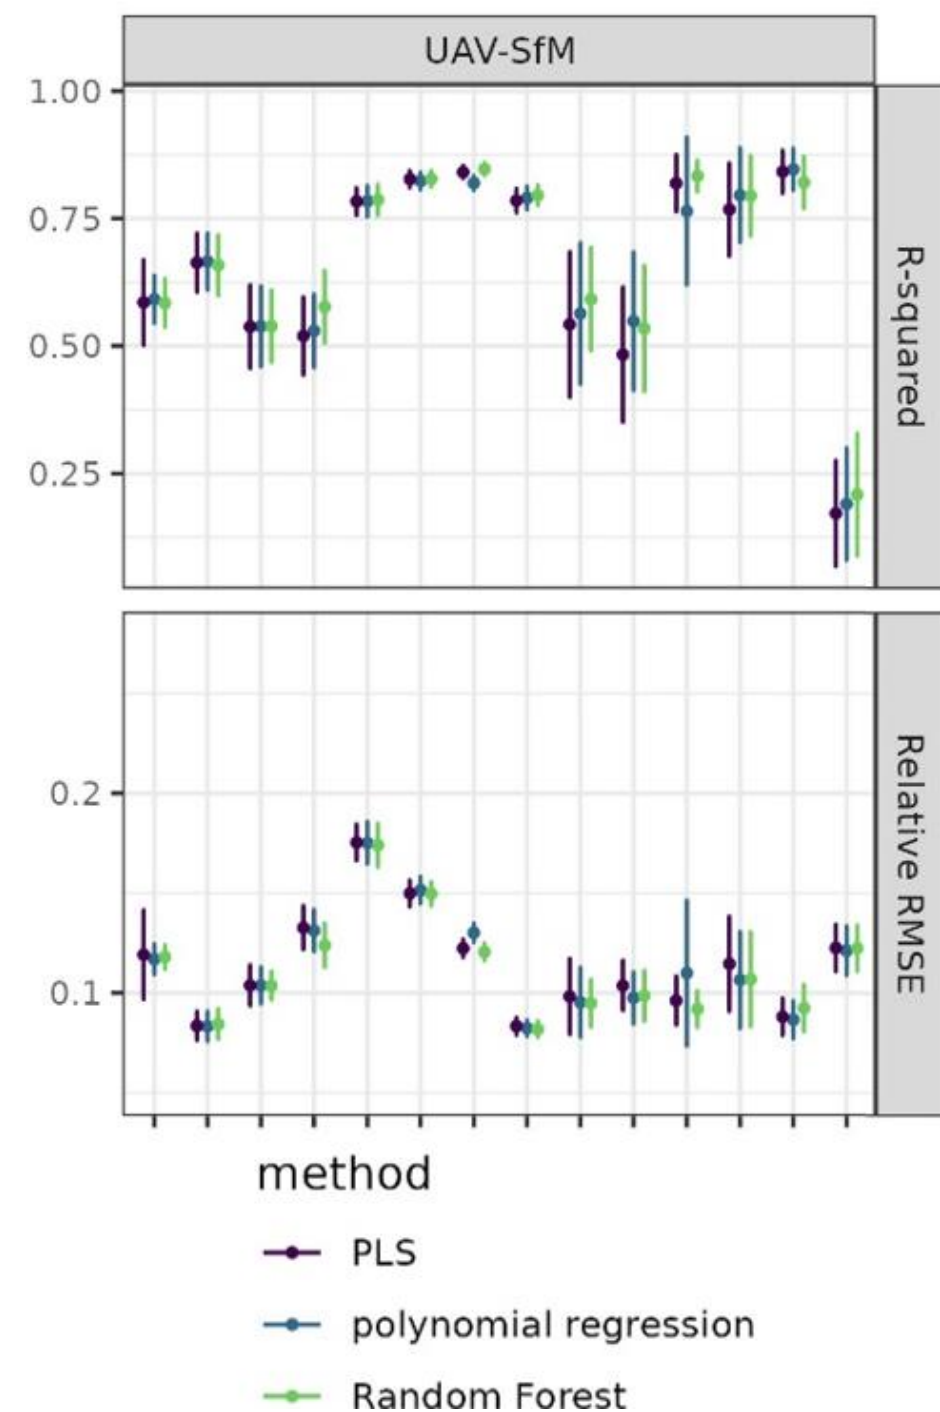 UAV-SfM
1.00
0.75
0.50
0.25
R-squared
0.2
0.1
Relative RMSE
method
PLS
polynomial regression
Random Forest